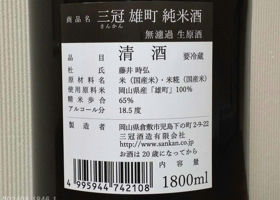 商品名 三冠 雄町 純米酒
さんかん
無濾過 生原酒
品目 清酒 要冷蔵
杜氏 藤井 時弘
原材料名 米(国産米)・米糀(国産米)
使用原料米 岡山県産「雄町」100%
精米歩合 65%
アルコール分 18.5度
製造者 岡山県倉敷市児島下の町2-9-22
三冠酒造有限会社
http://www.sankan.co.jp
お酒は20歳になってから
内容量
1800ml
4 995944 742108